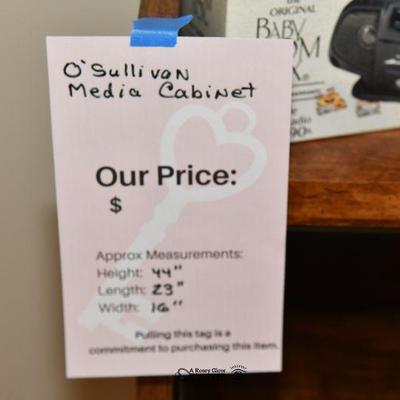 O'Sullivan
Media Cabinet
Our Price:
$
Approx Measurements:
Height: 44"
Length: 23"
Width: 16"
Pulling this tag is a
commitment to purchasing this item.
ORIGINAL
BABY
A Rosey Glow